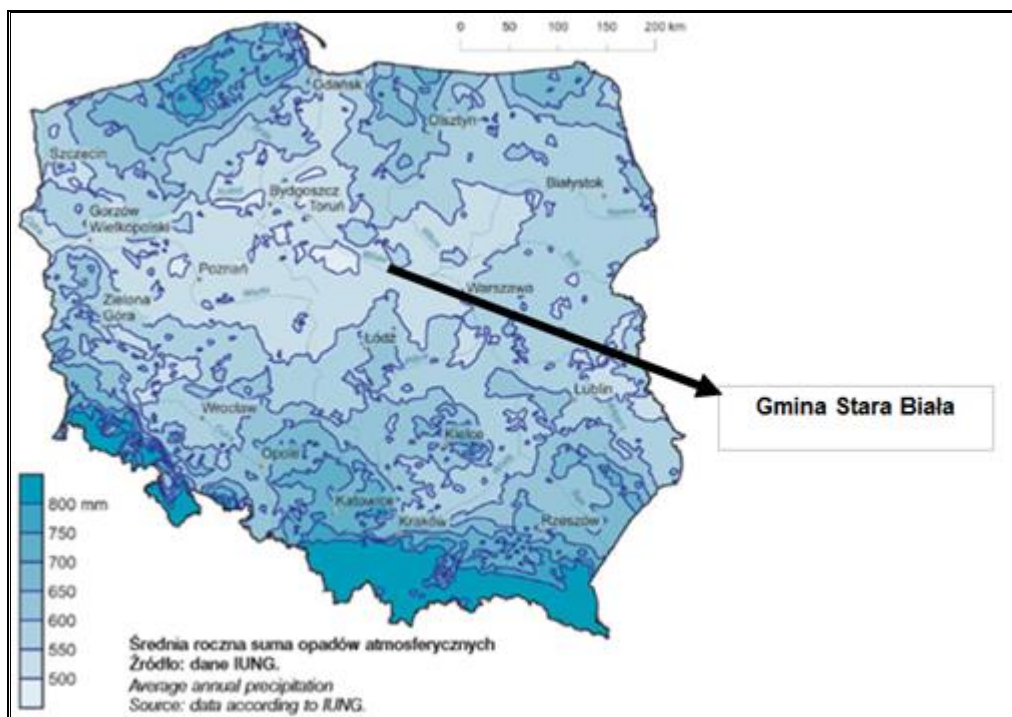 0 50 100 150 200 km
Gdańsk
Olsztyn
Szczecin
Bydgoszcz
Toruń
Białystok
Gorzów
Wielkopolski
Poznań
Warszawa
Zielona
Góra
Łódź
Lublin
Wrocław
Gmina Stara Biała
Kielce
Opole
Katowice
Kraków
Rzeszów
800 mm
750
700
650
600
550
500
Średnia roczna suma opadów atmosferycznych
Źródło: dane IUNG.
Average annual precipitation
Source: data according to IUNG.